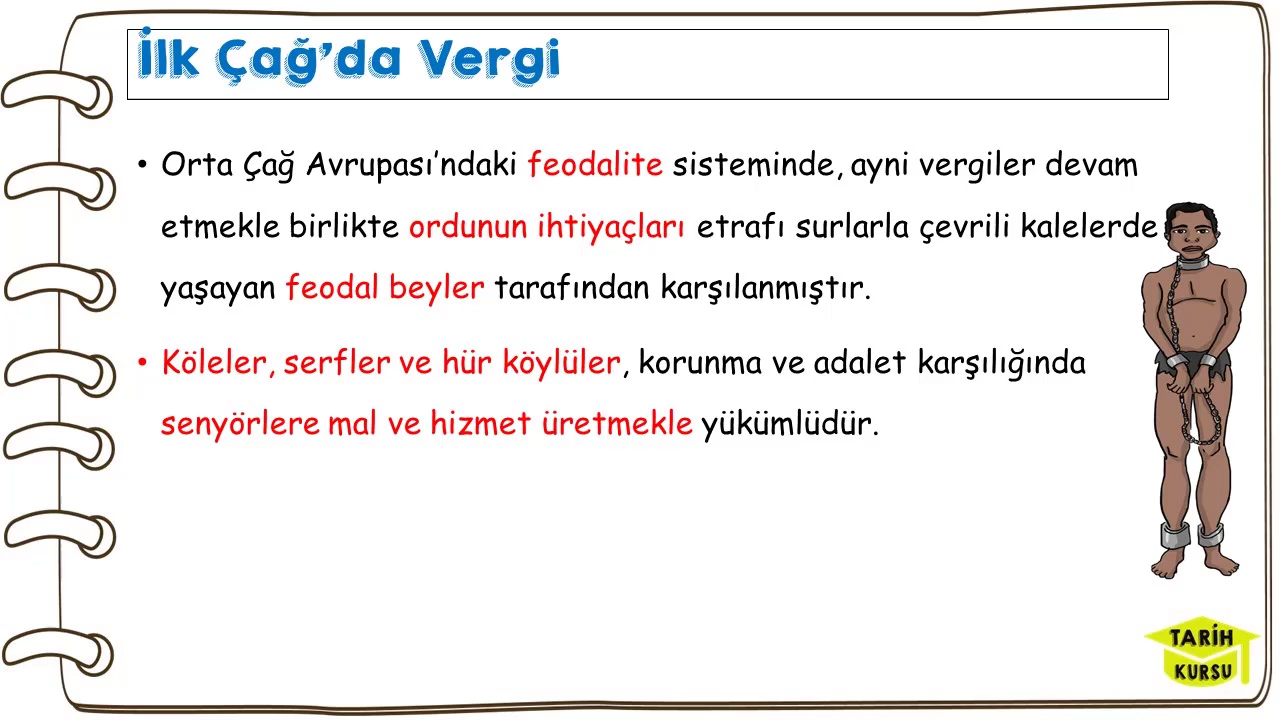 İlk Çağ'da Vergi
• Orta Çağ Avrupası'ndaki feodalite sisteminde, ayni vergiler devam
etmekle birlikte ordunun ihtiyaçları etrafı surlarla çevrili kalelerde
yaşayan feodal beyler tarafından karşılanmıştır.
• Köleler, serfler ve hür köylüler, korunma ve adalet karşılığında
senyörlere mal ve hizmet üretmekle yükümlüdür.
TARİH
KURSU